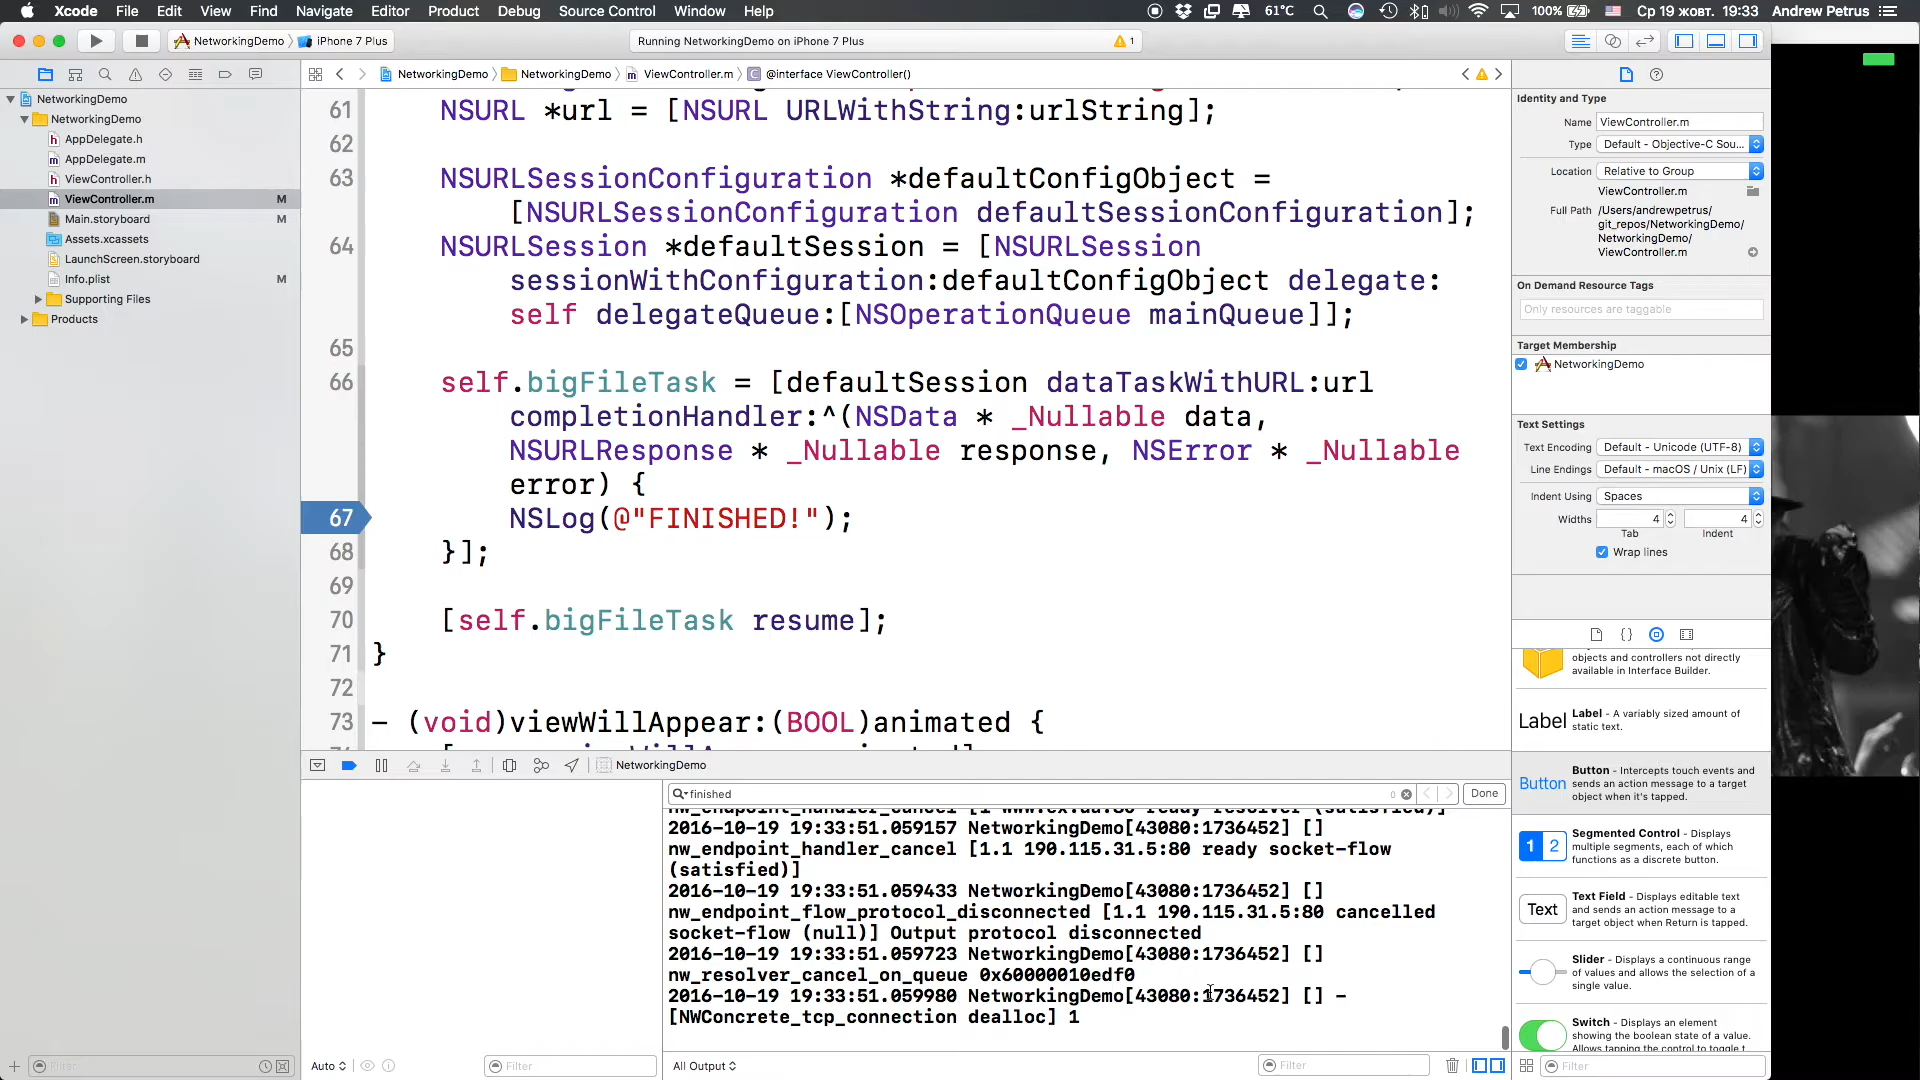 Xcode File Edit View Find Navigate Editor Product Debug Source Control Window Help
61°C 100% Ср 19 жовт. 19:33 Andrew Petrus
NetworkingDemo iPhone 7 Plus
Running NetworkingDemo on iPhone 7 Plus
1
NetworkingDemo NetworkingDemo ViewController.m @interface ViewController()
NetworkingDemo
NetworkingDemo
AppDelegate.h
AppDelegate.m
ViewController.h
ViewController.m M
Main.storyboard M
Assets.xcassets
LaunchScreen.storyboard
Info.plist M
Supporting Files
Products
Filter
61 NSURL *url = [NSURL URLWithString:urlString];
62
63 NSURLSessionConfiguration *defaultConfigObject =
[NSURLSessionConfiguration defaultSessionConfiguration];
64 NSURLSession *defaultSession = [NSURLSession
sessionWithConfiguration:defaultConfigObject delegate:
self delegateQueue:[NSOperationQueue mainQueue]];
65
66 self.bigFileTask = [defaultSession dataTaskWithURL:url
completionHandler:^(NSData * _Nullable data,
NSURLResponse * _Nullable response, NSError * _Nullable
error) {
67 NSLog(@"FINISHED!");
68 }];
69
70 [self.bigFileTask resume];
71 }
72
73 - (void)viewWillAppear:(BOOL)animated {
NetworkingDemo
finished 0 Done
2016-10-19 19:33:51.059157 NetworkingDemo[43080:1736452] []
nw_endpoint_handler_cancel [1.1 190.115.31.5:80 ready socket-flow
(satisfied)]
2016-10-19 19:33:51.059433 NetworkingDemo[43080:1736452] []
nw_endpoint_flow_protocol_disconnected [1.1 190.115.31.5:80 cancelled
socket-flow (null)] Output protocol disconnected
2016-10-19 19:33:51.059723 NetworkingDemo[43080:1736452] []
nw_resolver_cancel_on_queue 0x60000010edf0
2016-10-19 19:33:51.059980 NetworkingDemo[43080:1736452] [] -
[NWConcrete_tcp_connection dealloc] 1
Auto Filter All Output Filter
Identity and Type
Name ViewController.m
Type Default - Objective-C Sou...
Location Relative to Group
ViewController.m
Full Path /Users/andrewpetrus/
git_repos/NetworkingDemo/
NetworkingDemo/
ViewController.m
On Demand Resource Tags
Only resources are taggable
Target Membership
NetworkingDemo
Text Settings
Text Encoding Default - Unicode (UTF-8)
Line Endings Default - macOS / Unix (LF)
Indent Using Spaces
Widths 4 4
Tab Indent
Wrap lines
objects and controllers not directly
available in Interface Builder.
Label Label - A variably sized amount of
static text.
Button Button - Intercepts touch events and
sends an action message to a target
object when it's tapped.
1 2 Segmented Control - Displays
multiple segments, each of which
functions as a discrete button.
Text Text Field - Displays editable text
and sends an action message to a
target object when Return is tapped.
Slider - Displays a continuous range
of values and allows the selection of a
single value.
Switch - Displays an element
showing the boolean state of a value.
Allows tapping the control to toggle t...
Filter